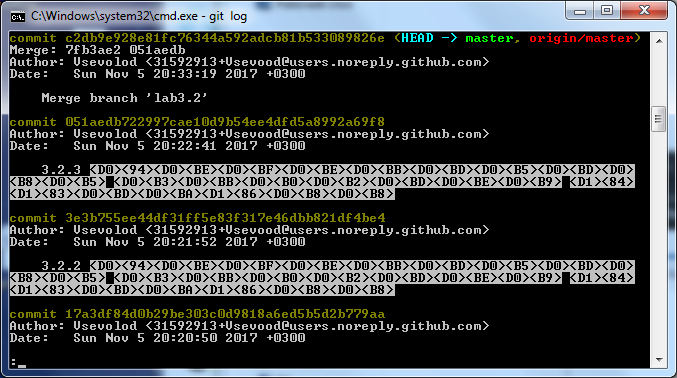 C:\Windows\system32\cmd.exe - git log
commit c2db9e928e81fc76344a592adcb81b533089826e (HEAD -> master, origin/master)
Merge: 7fb3ae2 051aedb
Author: Vsevolod <31592913+Vsevood@users.noreply.github.com>
Date:   Sun Nov 5 20:33:19 2017 +0300
Merge branch 'lab3.2'
commit 051aedb722997cae10d9b54ee4dfd5a8992a69f8
Author: Vsevolod <31592913+Vsevood@users.noreply.github.com>
Date:   Sun Nov 5 20:22:41 2017 +0300
3.2.3 <D0><94><D0><BE><D0><BF><D0><BE><D0><BB><D0><BD><D0><B5><D0><BD><D0>
<B8><D0><B5> <D0><B3><D0><BB><D0><B0><D0><B2><D0><BD><D0><BE><D0><B9> <D1><84>
<D1><83><D0><BD><D0><BA><D1><86><D0><B8><D0><B8>
commit 3e3b755ee44df31ff5e83f317e46dbb821df4be4
Author: Vsevolod <31592913+Vsevood@users.noreply.github.com>
Date:   Sun Nov 5 20:21:52 2017 +0300
3.2.2 <D0><94><D0><BE><D0><BF><D0><BE><D0><BB><D0><BD><D0><B5><D0><BD><D0>
<B8><D0><B5> <D0><B3><D0><BB><D0><B0><D0><B2><D0><BD><D0><BE><D0><B9> <D1><84>
<D1><83><D0><BD><D0><BA><D1><86><D0><B8><D0><B8>
commit 17a3df84d0b29be303c0d9818a6ed5b5d2b779aa
Author: Vsevolod <31592913+Vsevood@users.noreply.github.com>
Date:   Sun Nov 5 20:20:50 2017 +0300
: